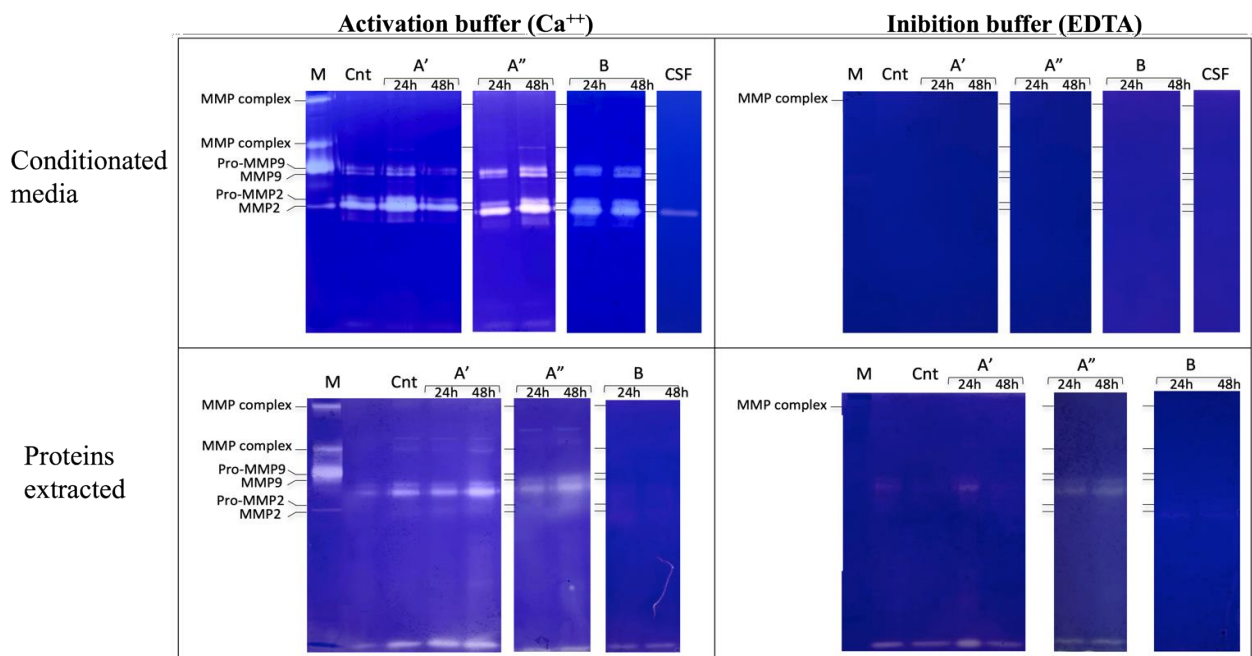 Activation buffer (Ca++)
Inibition buffer (EDTA)
Conditionated
media
M Cnt A’ 24h 48h A” 24h 48h B 24h 48h CSF
MMP complex
MMP complex
Pro-MMP9
MMP9
Pro-MMP2
MMP2
M Cnt A’ 24h 48h A” 24h 48h B 24h 48h CSF
MMP complex
Proteins
extracted
M Cnt A’ 24h 48h A” 24h 48h B 24h 48h
MMP complex
MMP complex
Pro-MMP9
MMP9
Pro-MMP2
MMP2
M Cnt A’ 24h 48h A” 24h 48h B 24h 48h
MMP complex